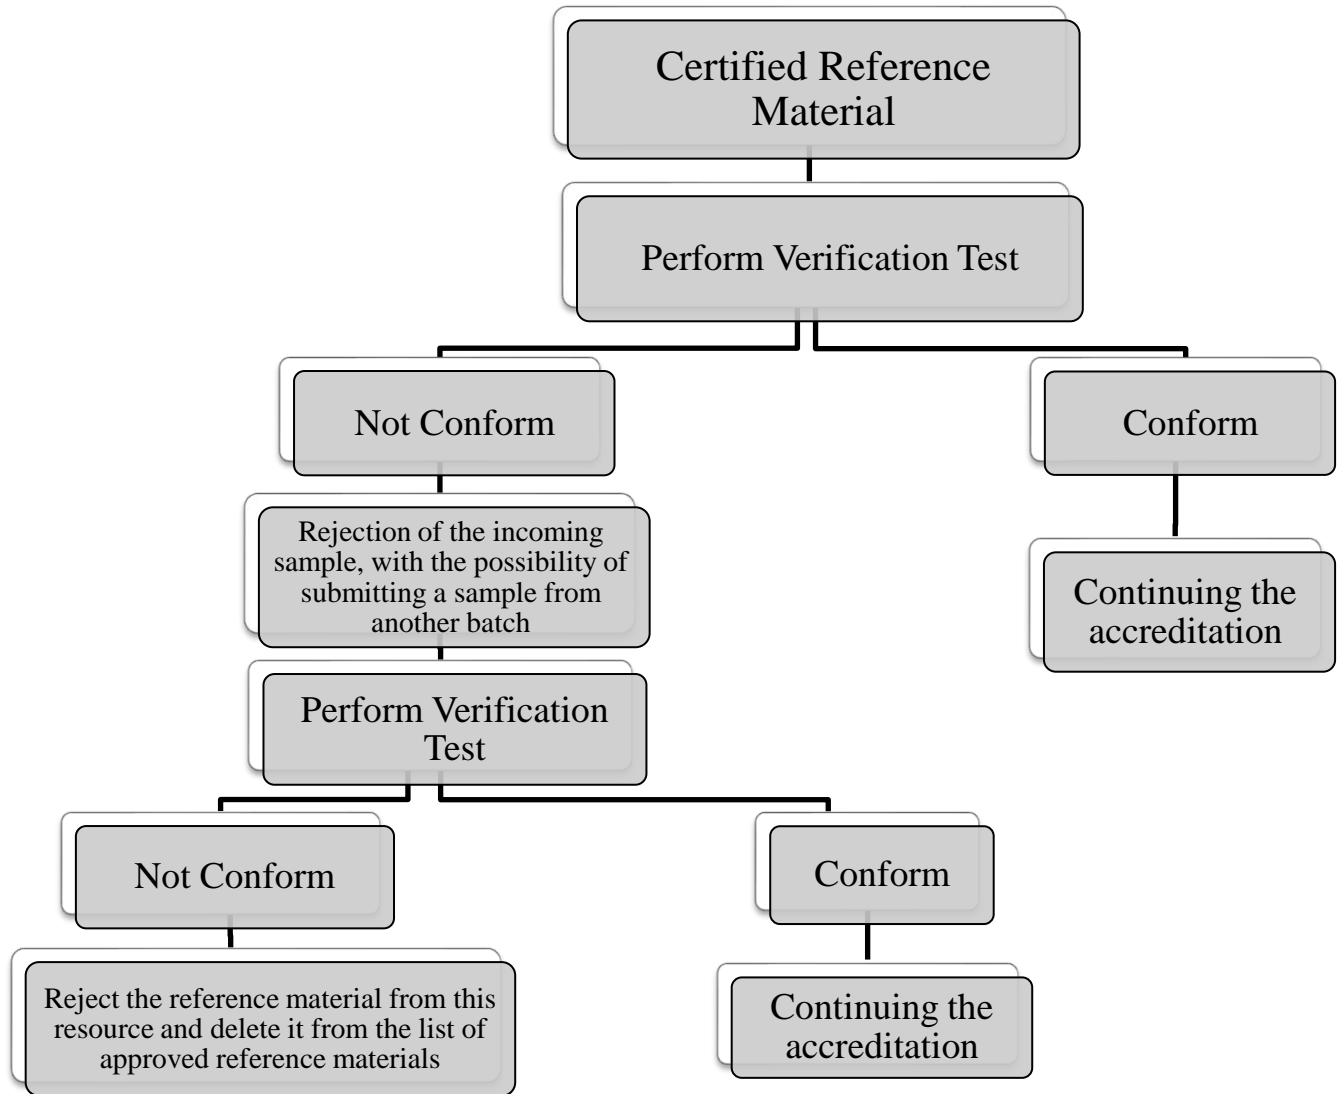 Certified Reference
Material
Perform Verification Test
Not Conform
Conform
Rejection of the incoming
sample, with the possibility of
submitting a sample from
another batch
Continuing the
accreditation
Perform Verification
Test
Not Conform
Conform
Reject the reference material from this
resource and delete it from the list of
approved reference materials
Continuing the
accreditation